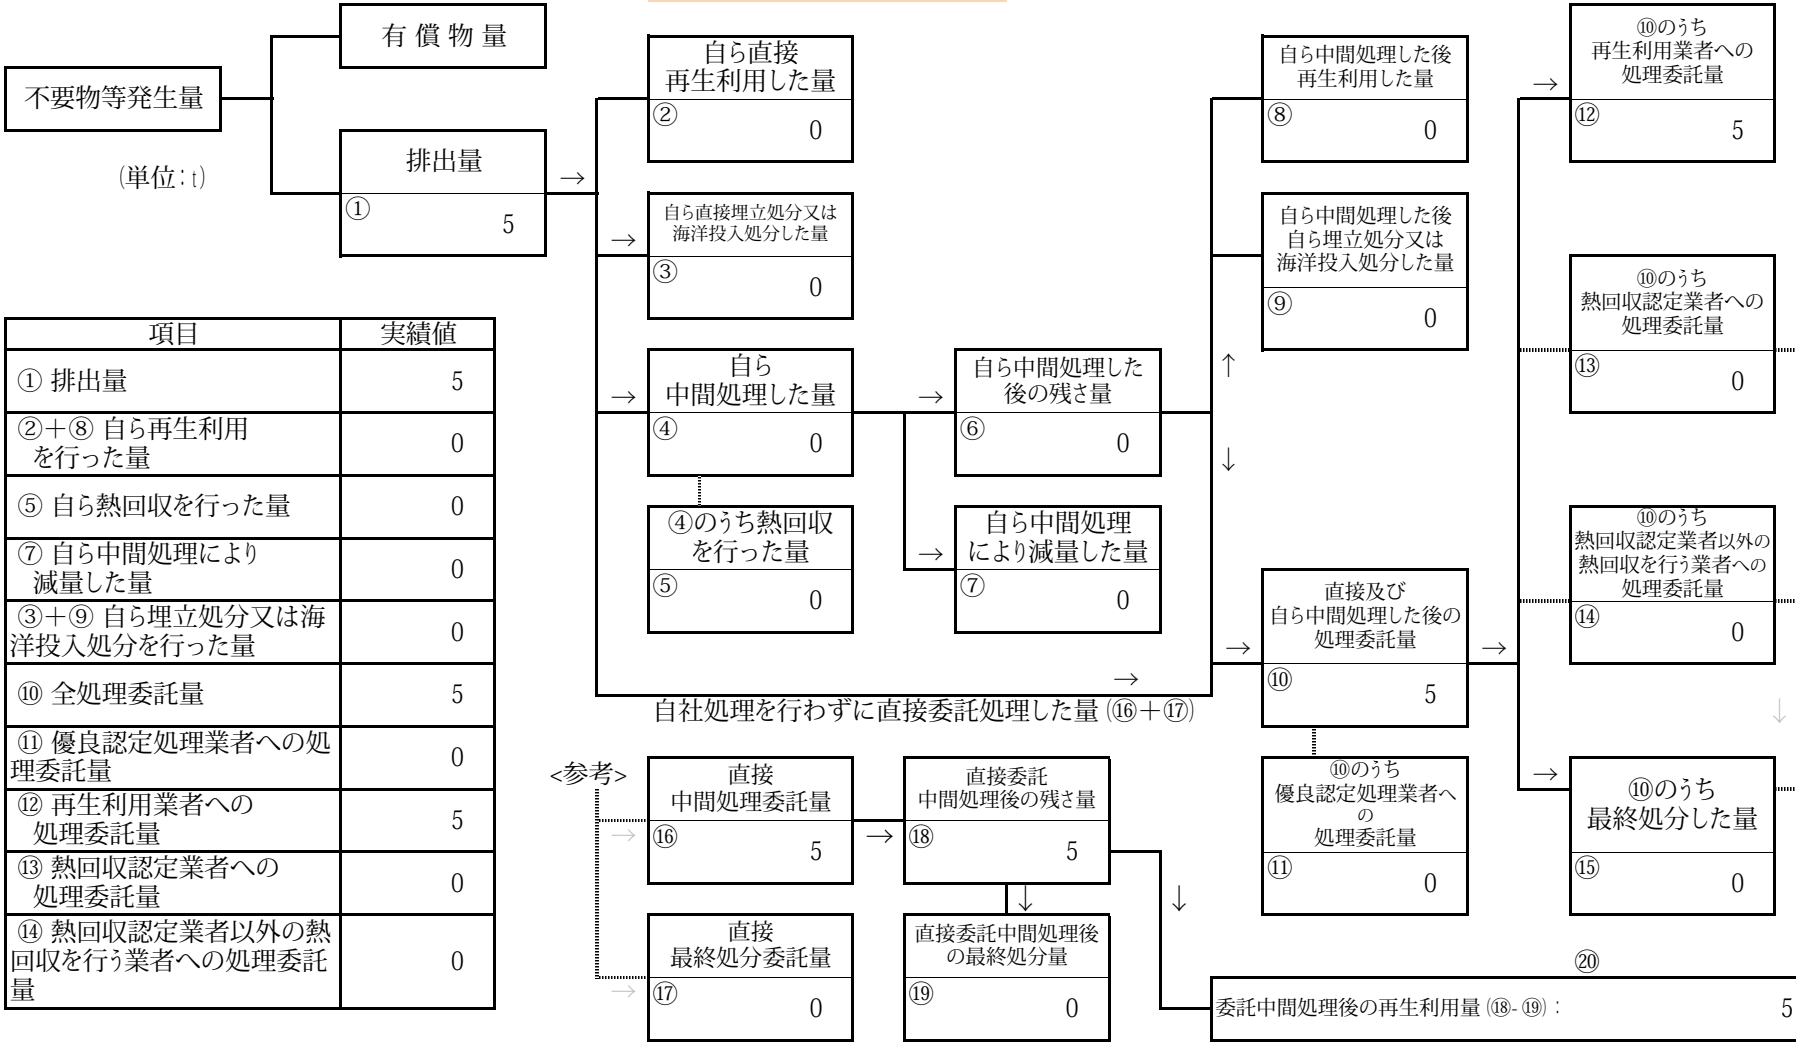 不要物等発生量
(単位:t)
有 償 物 量
排出量
①
5
→
自ら直接
再生利用した量
②
0
→
自ら直接埋立処分又は
海洋投入処分した量
③
0
→
自ら
中間処理した量
④
0
④のうち熱回収
を行った量
⑤
0
→
自ら中間処理した
後の残さ量
⑥
0
→
自ら中間処理
により減量した量
⑦
0
自ら中間処理した後
再生利用した量
⑧
0
自ら中間処理した後
自ら埋立処分又は
海洋投入処分した量
⑨
0
↑
↓
→
直接及び
自ら中間処理した後の
処理委託量
⑩
5
→
自社処理を行わずに直接委託処理した量(⑯+⑰)
⑩のうち
優良認定処理業者へ
の
処理委託量
⑪
0
→
→
⑩のうち
再生利用業者への
処理委託量
⑫
5
⑩のうち
熱回収認定業者への
処理委託量
⑬
0
⑩のうち
熱回収認定業者以外の
熱回収を行う業者への
処理委託量
⑭
0
↓
→
⑩のうち
最終処分した量
⑮
0
項目 実績値
① 排出量 5
②+⑧ 自ら再生利用
を行った量 0
⑤ 自ら熱回収を行った量 0
⑦ 自ら中間処理により
減量した量 0
③+⑨ 自ら埋立処分又は海
洋投入処分を行った量 0
⑩ 全処理委託量 5
⑪ 優良認定処理業者への処
理委託量 0
⑫ 再生利用業者への
処理委託量 5
⑬ 熱回収認定業者への
処理委託量 0
⑭ 熱回収認定業者以外の熱
回収を行う業者への処理委託
量 0
<参考>
→
直接
中間処理委託量
⑯
5
→
直接委託
中間処理後の残さ量
⑱
5
↓
↓
→
直接
最終処分委託量
⑰
0
直接委託中間処理後
の最終処分量
⑲
0
⑳
委託中間処理後の再生利用量(⑱-⑲): 5